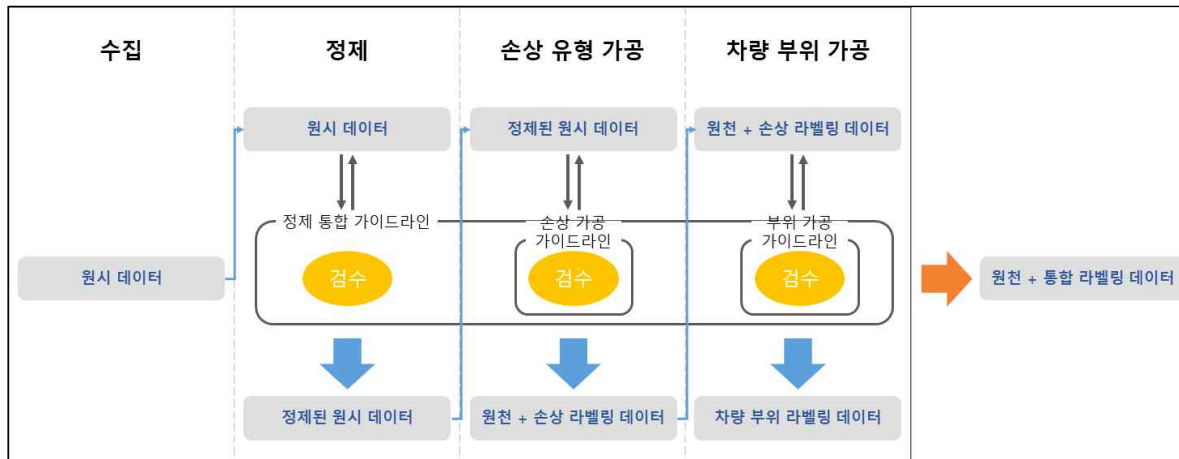 수집
정제
손상 유형 가공
차량 부위 가공
원시 데이터
정제된 원시 데이터
원천 + 손상 라벨링 데이터
정제 통합 가이드라인
손상 가공
가이드라인
부위 가공
가이드라인
원시 데이터
검수
검수
검수
원천 + 통합 라벨링 데이터
정제된 원시 데이터
원천 + 손상 라벨링 데이터
차량 부위 라벨링 데이터